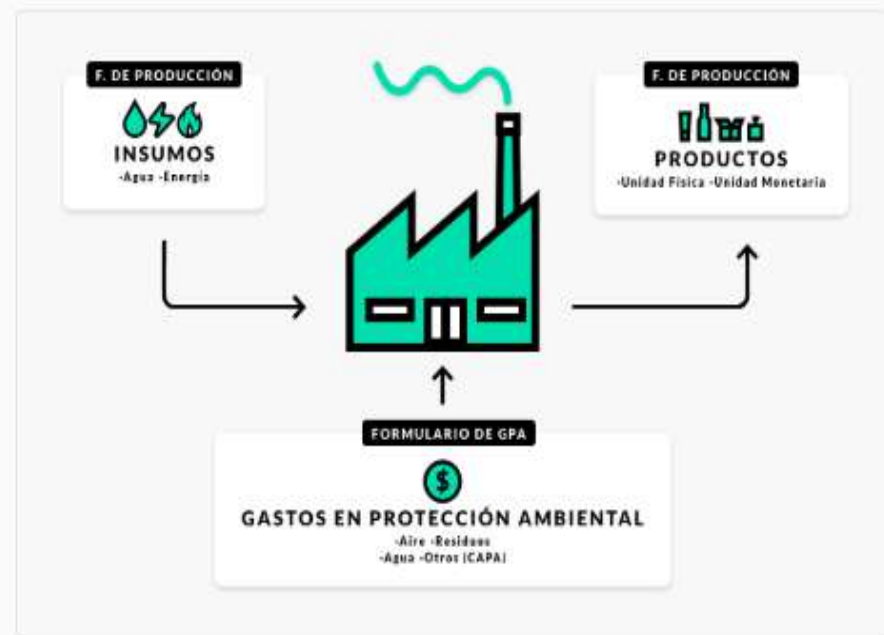 F. DE PRODUCCIÓN
INSUMOS
-Agua -Energía
F. DE PRODUCCIÓN
PRODUCTOS
-Unidad Física -Unidad Monetaria
FORMULARIO DE GPA
$
GASTOS EN PROTECCIÓN AMBIENTAL
-Aire -Residuos
-Agua -Otros (CAPA)